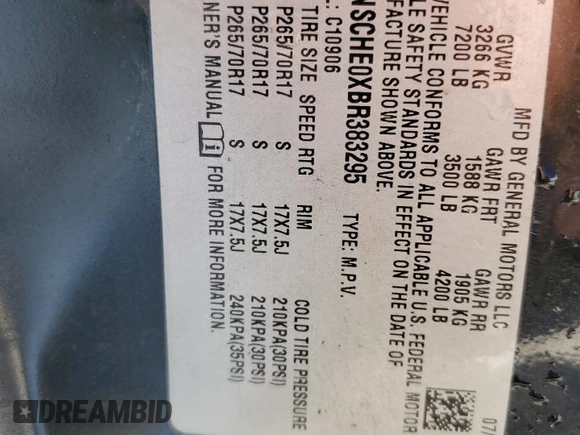 MFD BY GENERAL MOTORS LLC 07/
GVWR GAWR FRT GAWR RR
3266 KG 1588 KG 1905 KG
7200 LB 3500 LB 4200 LB
VEHICLE CONFORMS TO ALL APPLICABLE U.S. FEDERAL MOTOR
LE SAFETY STANDARDS IN EFFECT ON THE DATE OF
FACTURE SHOWN ABOVE.
NSCHE0XBR383295 TYPE: M.P.V.
: C10906
TIRE SIZE SPEED RTG RIM COLD TIRE PRESSURE
P265/70R17 S 17X7.5J 210KPA(30PSI)
P265/70R17 S 17X7.5J 210KPA(30PSI)
P265/70R17 S 17X7.5J 240KPA(35PSI)
NER'S MANUAL FOR MORE INFORMATION.
DREAMBID